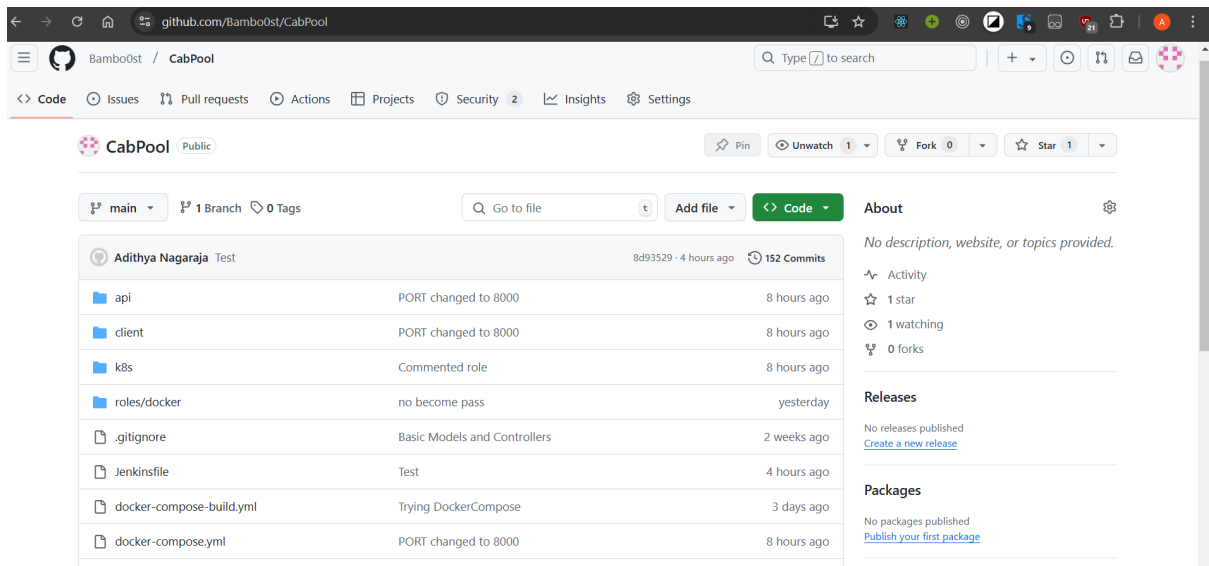 github.com/Bambo0st/CabPool
9
21
A
Bambo0st / CabPool
Type / to search
Code Issues Pull requests Actions Projects Security 2 Insights Settings
CabPool Public
Pin Unwatch 1 Fork 0 Star 1
main 1 Branch 0 Tags Go to file t Add file Code
Adithya Nagaraja Test 8d93529 · 4 hours ago 152 Commits
api PORT changed to 8000 8 hours ago
client PORT changed to 8000 8 hours ago
k8s Commented role 8 hours ago
roles/docker no become pass yesterday
.gitignore Basic Models and Controllers 2 weeks ago
Jenkinsfile Test 4 hours ago
docker-compose-build.yml Trying DockerCompose 3 days ago
docker-compose.yml PORT changed to 8000 8 hours ago
About
No description, website, or topics provided.
Activity
1 star
1 watching
0 forks
Releases
No releases published
Create a new release
Packages
No packages published
Publish your first package